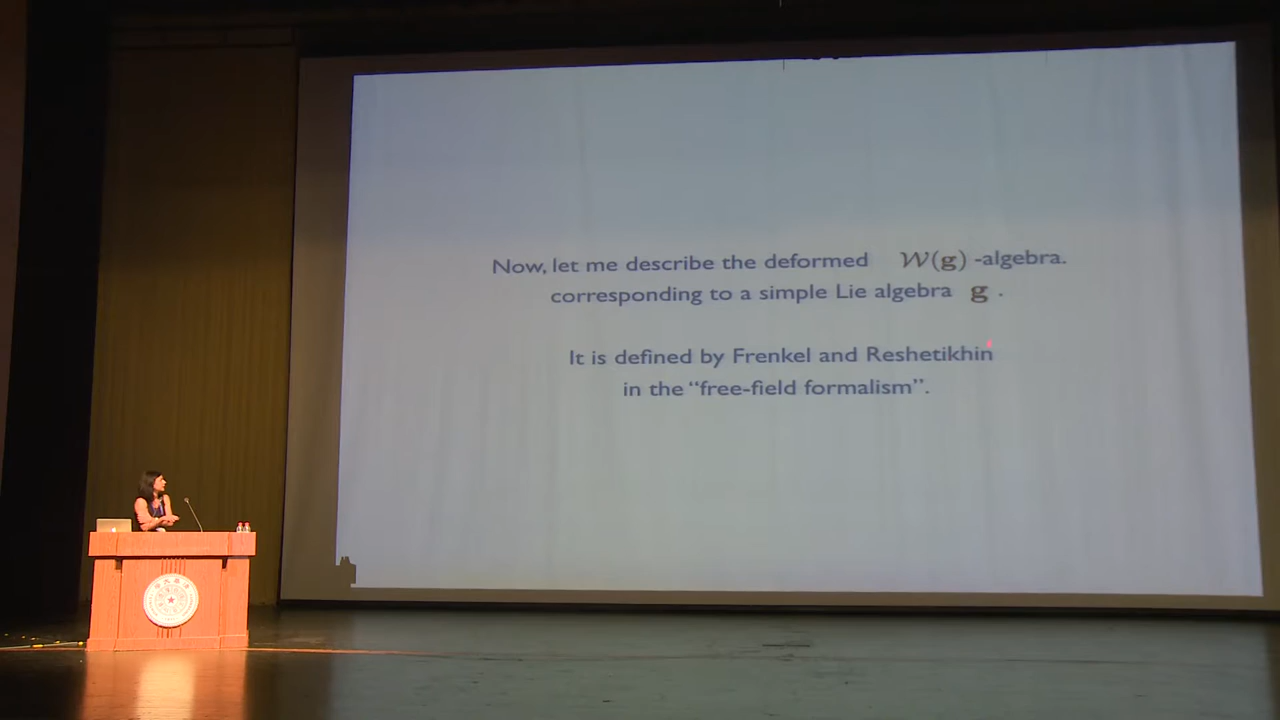 Now, let me describe the deformed 𝒲(g) -algebra.
corresponding to a simple Lie algebra g .
It is defined by Frenkel and Reshetikhin
in the “free-field formalism”.